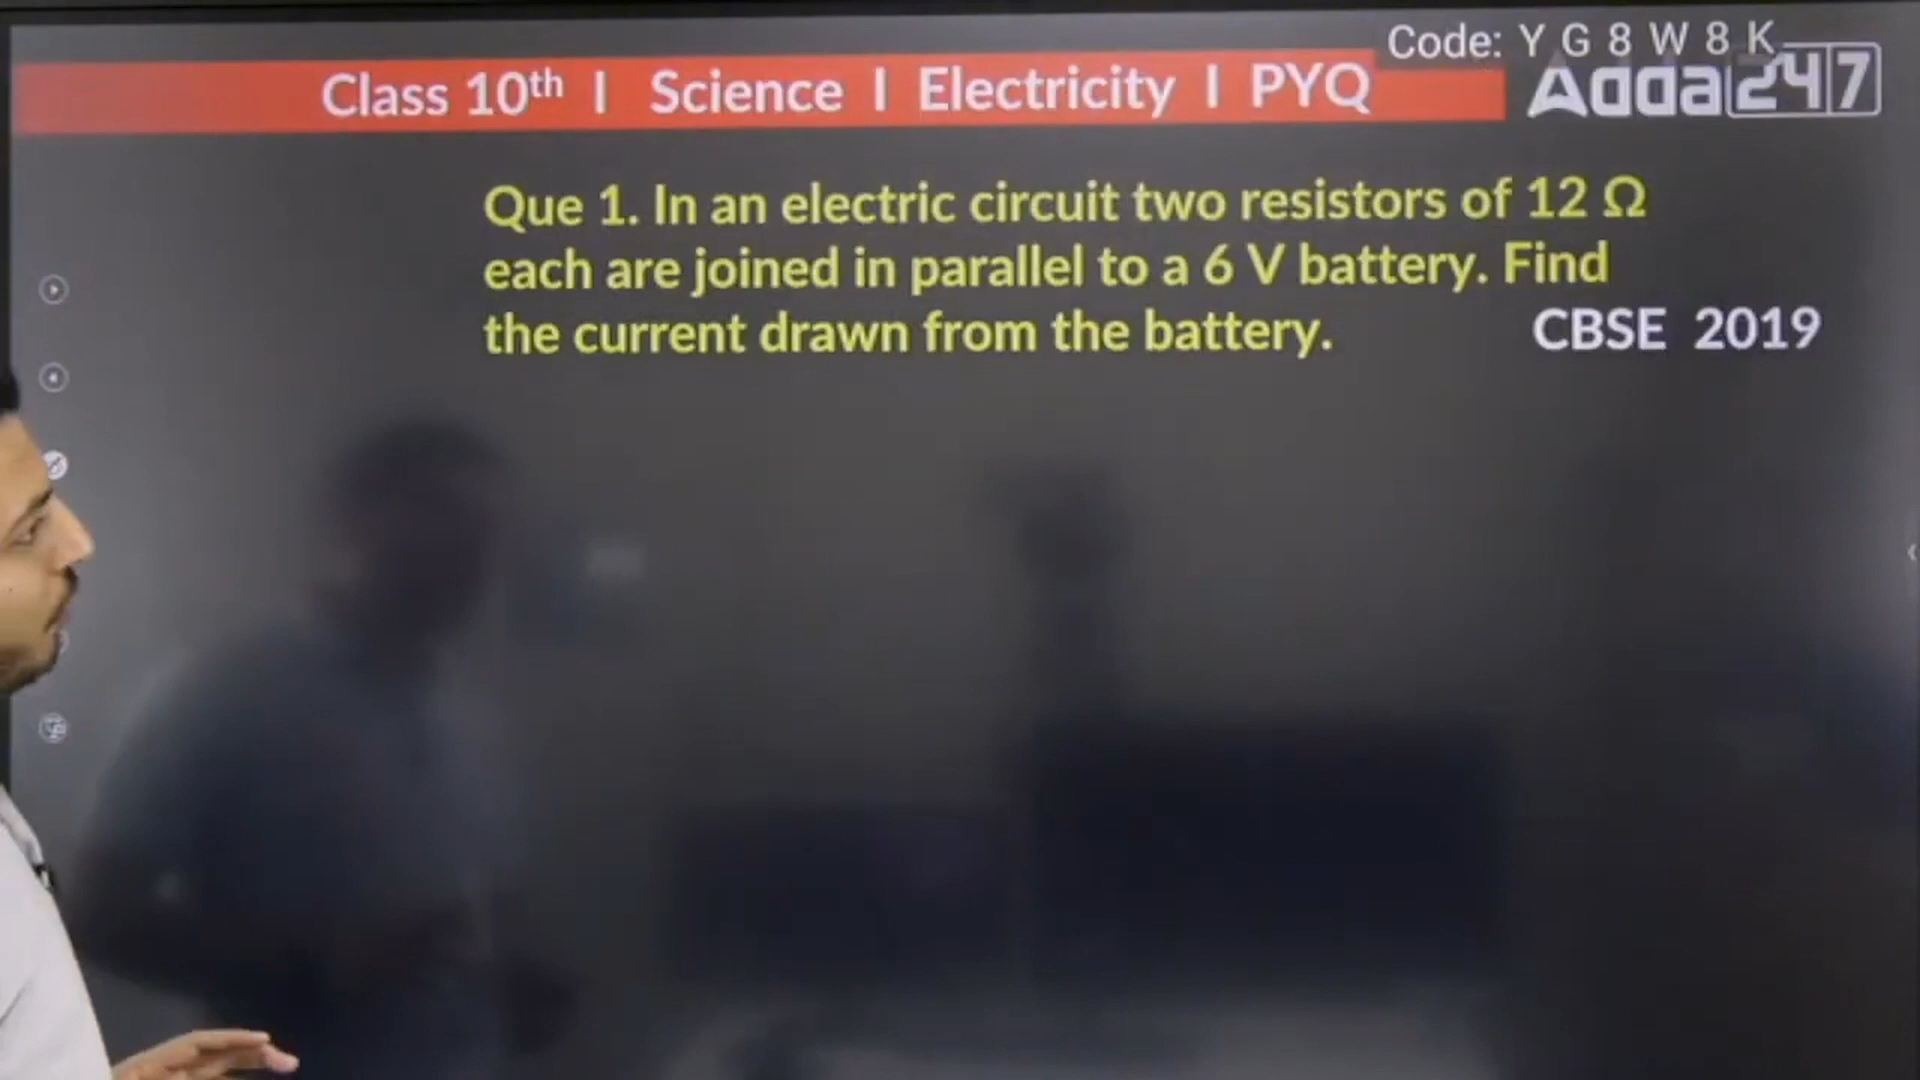 Code: Y G 8 W 8 K
Class 10th | Science | Electricity | PYQ
Adda247
Que 1. In an electric circuit two resistors of 12 Ω
each are joined in parallel to a 6 V battery. Find
the current drawn from the battery.
CBSE 2019